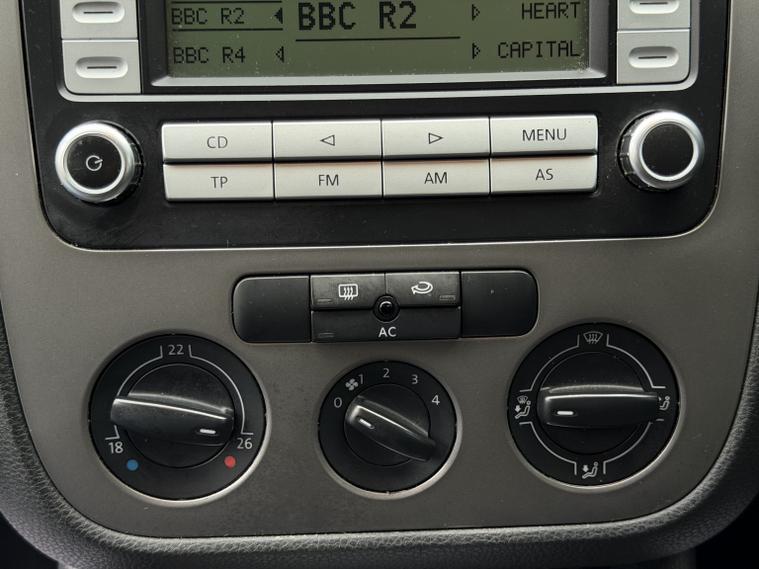 BBC R2 BBC R2 HEART
BBC R4 CAPITAL
CD MENU
TP FM AM AS
AC
22
18 26
0 1 2 3 4